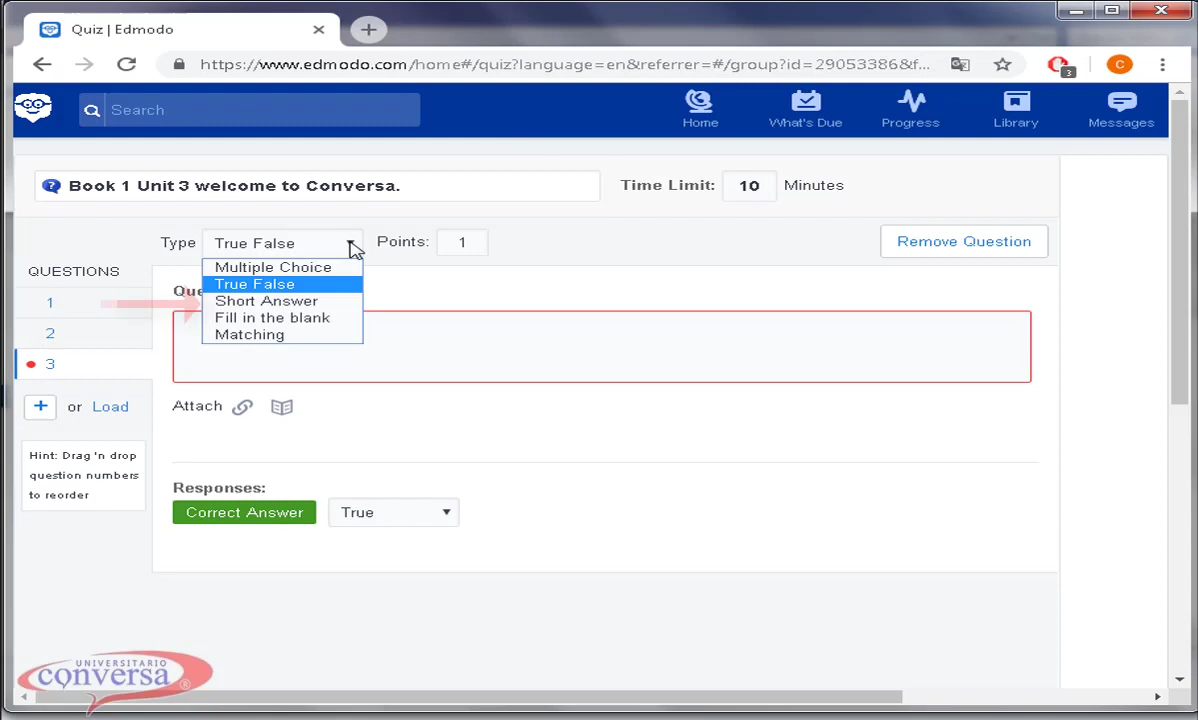 Quiz | Edmodo
https://www.edmodo.com/home#/quiz?language=en&referrer=#/group?id=29053386&f...
3
C
Search
Home
What's Due
Progress
Library
Messages
Book 1 Unit 3 welcome to Conversa.
Time Limit: 10 Minutes
Type True False Points: 1
Remove Question
Multiple Choice
True False
Short Answer
Fill in the blank
Matching
QUESTIONS
1
2
3
+ or Load
Hint: Drag 'n drop
question numbers
to reorder
Que
Attach
Responses:
Correct Answer True
UNIVERSITARIO
conversa